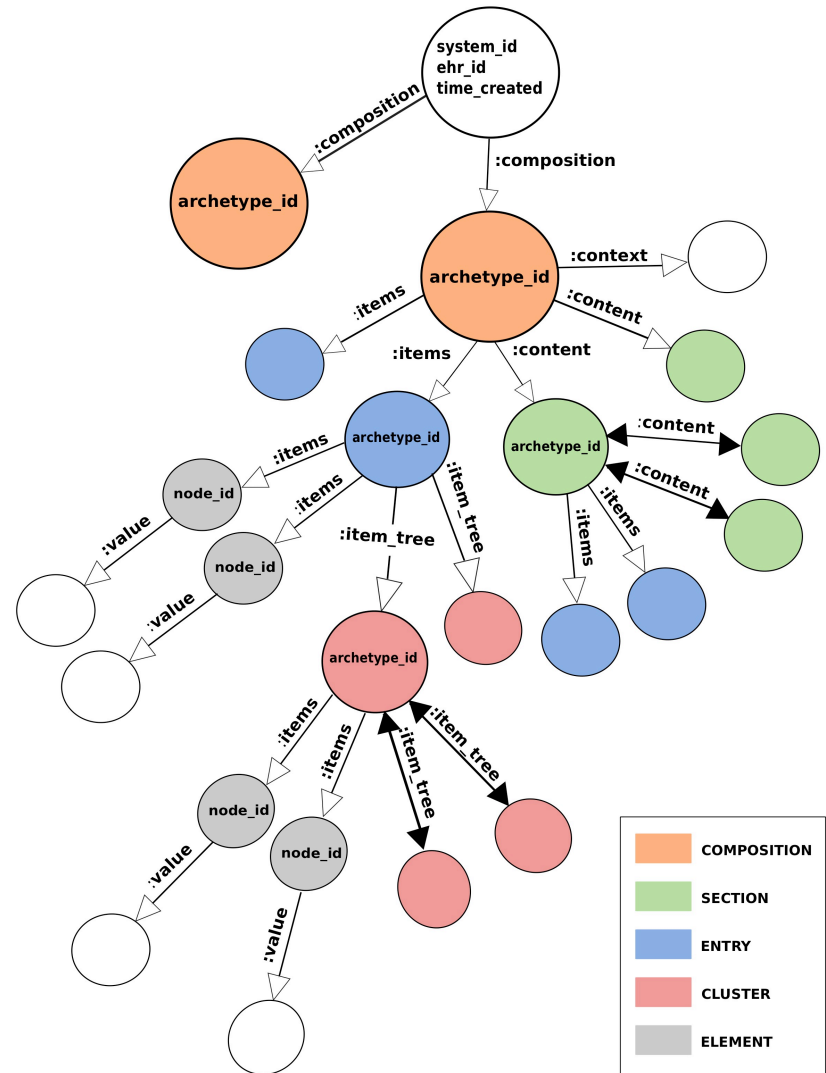 system_id
ehr_id
time_created
:composition
:composition
archetype_id
archetype_id
:context
:content
:items
:items
:content
archetype_id
archetype_id
:content
:content
:items
:items
node_id
node_id
:value
:value
:item_tree
:item_tree
:items
:items
archetype_id
:items
:items
:item_tree
:item_tree
node_id
node_id
:value
:value
COMPOSITION
SECTION
ENTRY
CLUSTER
ELEMENT